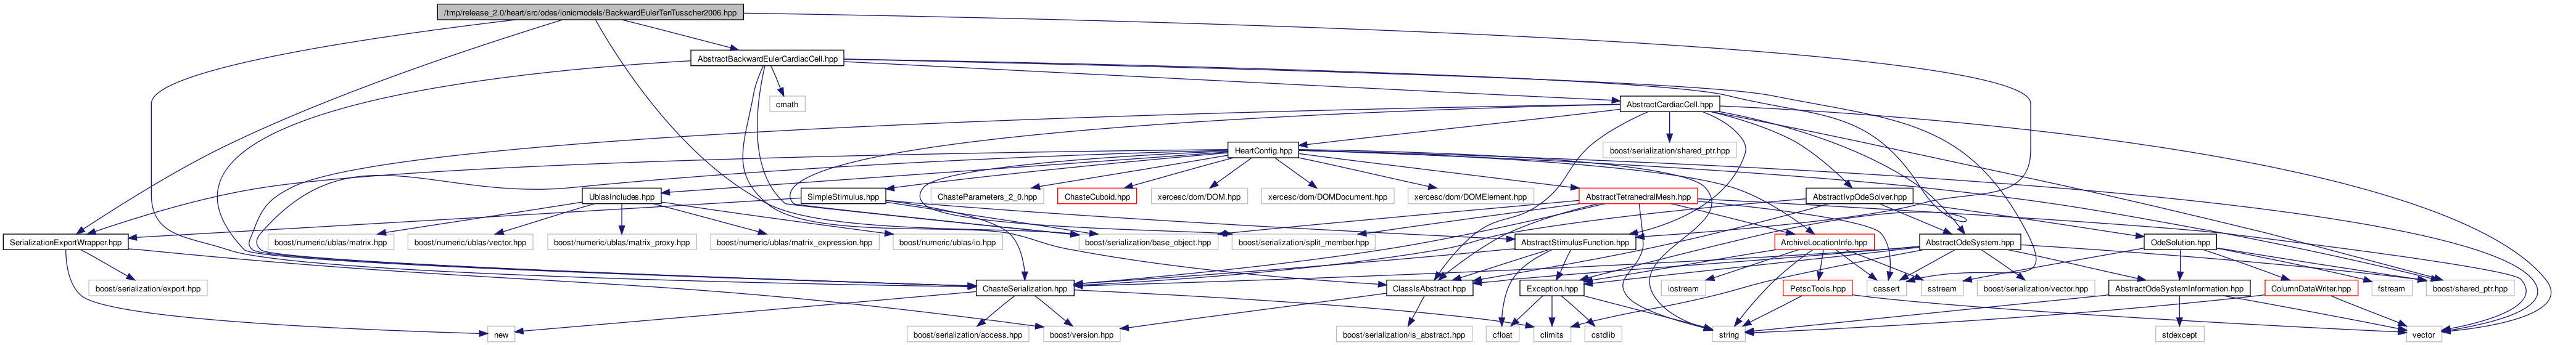 /tmp/release_2.0/heart/src/odes/ionicmodels/BackwardEulerTenTusscher2006.hpp
AbstractBackwardEulerCardiacCell.hpp
cmath
AbstractCardiacCell.hpp
HeartConfig.hpp
boost/serialization/shared_ptr.hpp
UblasIncludes.hpp
SimpleStimulus.hpp
ChasteParameters_2_0.hpp
ChasteCuboid.hpp
xercesc/dom/DOM.hpp
xercesc/dom/DOMDocument.hpp
xercesc/dom/DOMElement.hpp
AbstractTetrahedralMesh.hpp
AbstractIvpOdeSolver.hpp
SerializationExportWrapper.hpp
boost/numeric/ublas/matrix.hpp
boost/numeric/ublas/vector.hpp
boost/numeric/ublas/matrix_proxy.hpp
boost/numeric/ublas/matrix_expression.hpp
boost/numeric/ublas/io.hpp
boost/serialization/base_object.hpp
boost/serialization/split_member.hpp
AbstractStimulusFunction.hpp
ArchiveLocationInfo.hpp
AbstractOdeSystem.hpp
OdeSolution.hpp
boost/serialization/export.hpp
ChasteSerialization.hpp
ClassIsAbstract.hpp
Exception.hpp
iostream
PetscTools.hpp
cassert
sstream
boost/serialization/vector.hpp
AbstractOdeSystemInformation.hpp
ColumnDataWriter.hpp
fstream
boost/shared_ptr.hpp
new
boost/serialization/access.hpp
boost/version.hpp
boost/serialization/is_abstract.hpp
cfloat
climits
cstdlib
string
stdexcept
vector